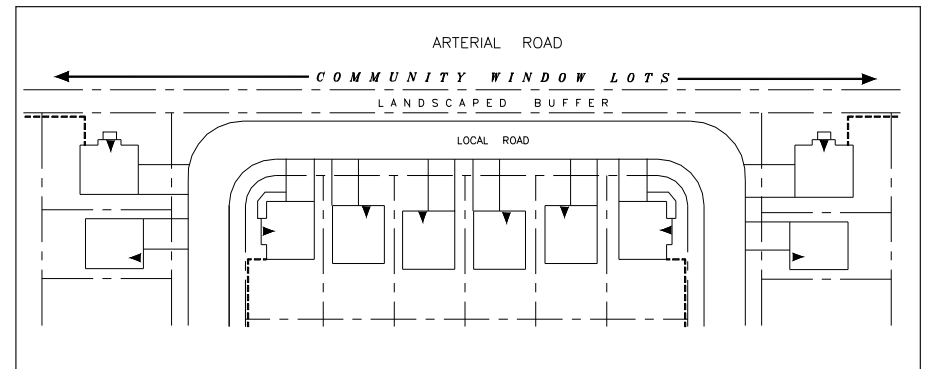 ARTERIAL ROAD
COMMUNITY WINDOW LOTS
LANDSCAPED BUFFER
LOCAL ROAD